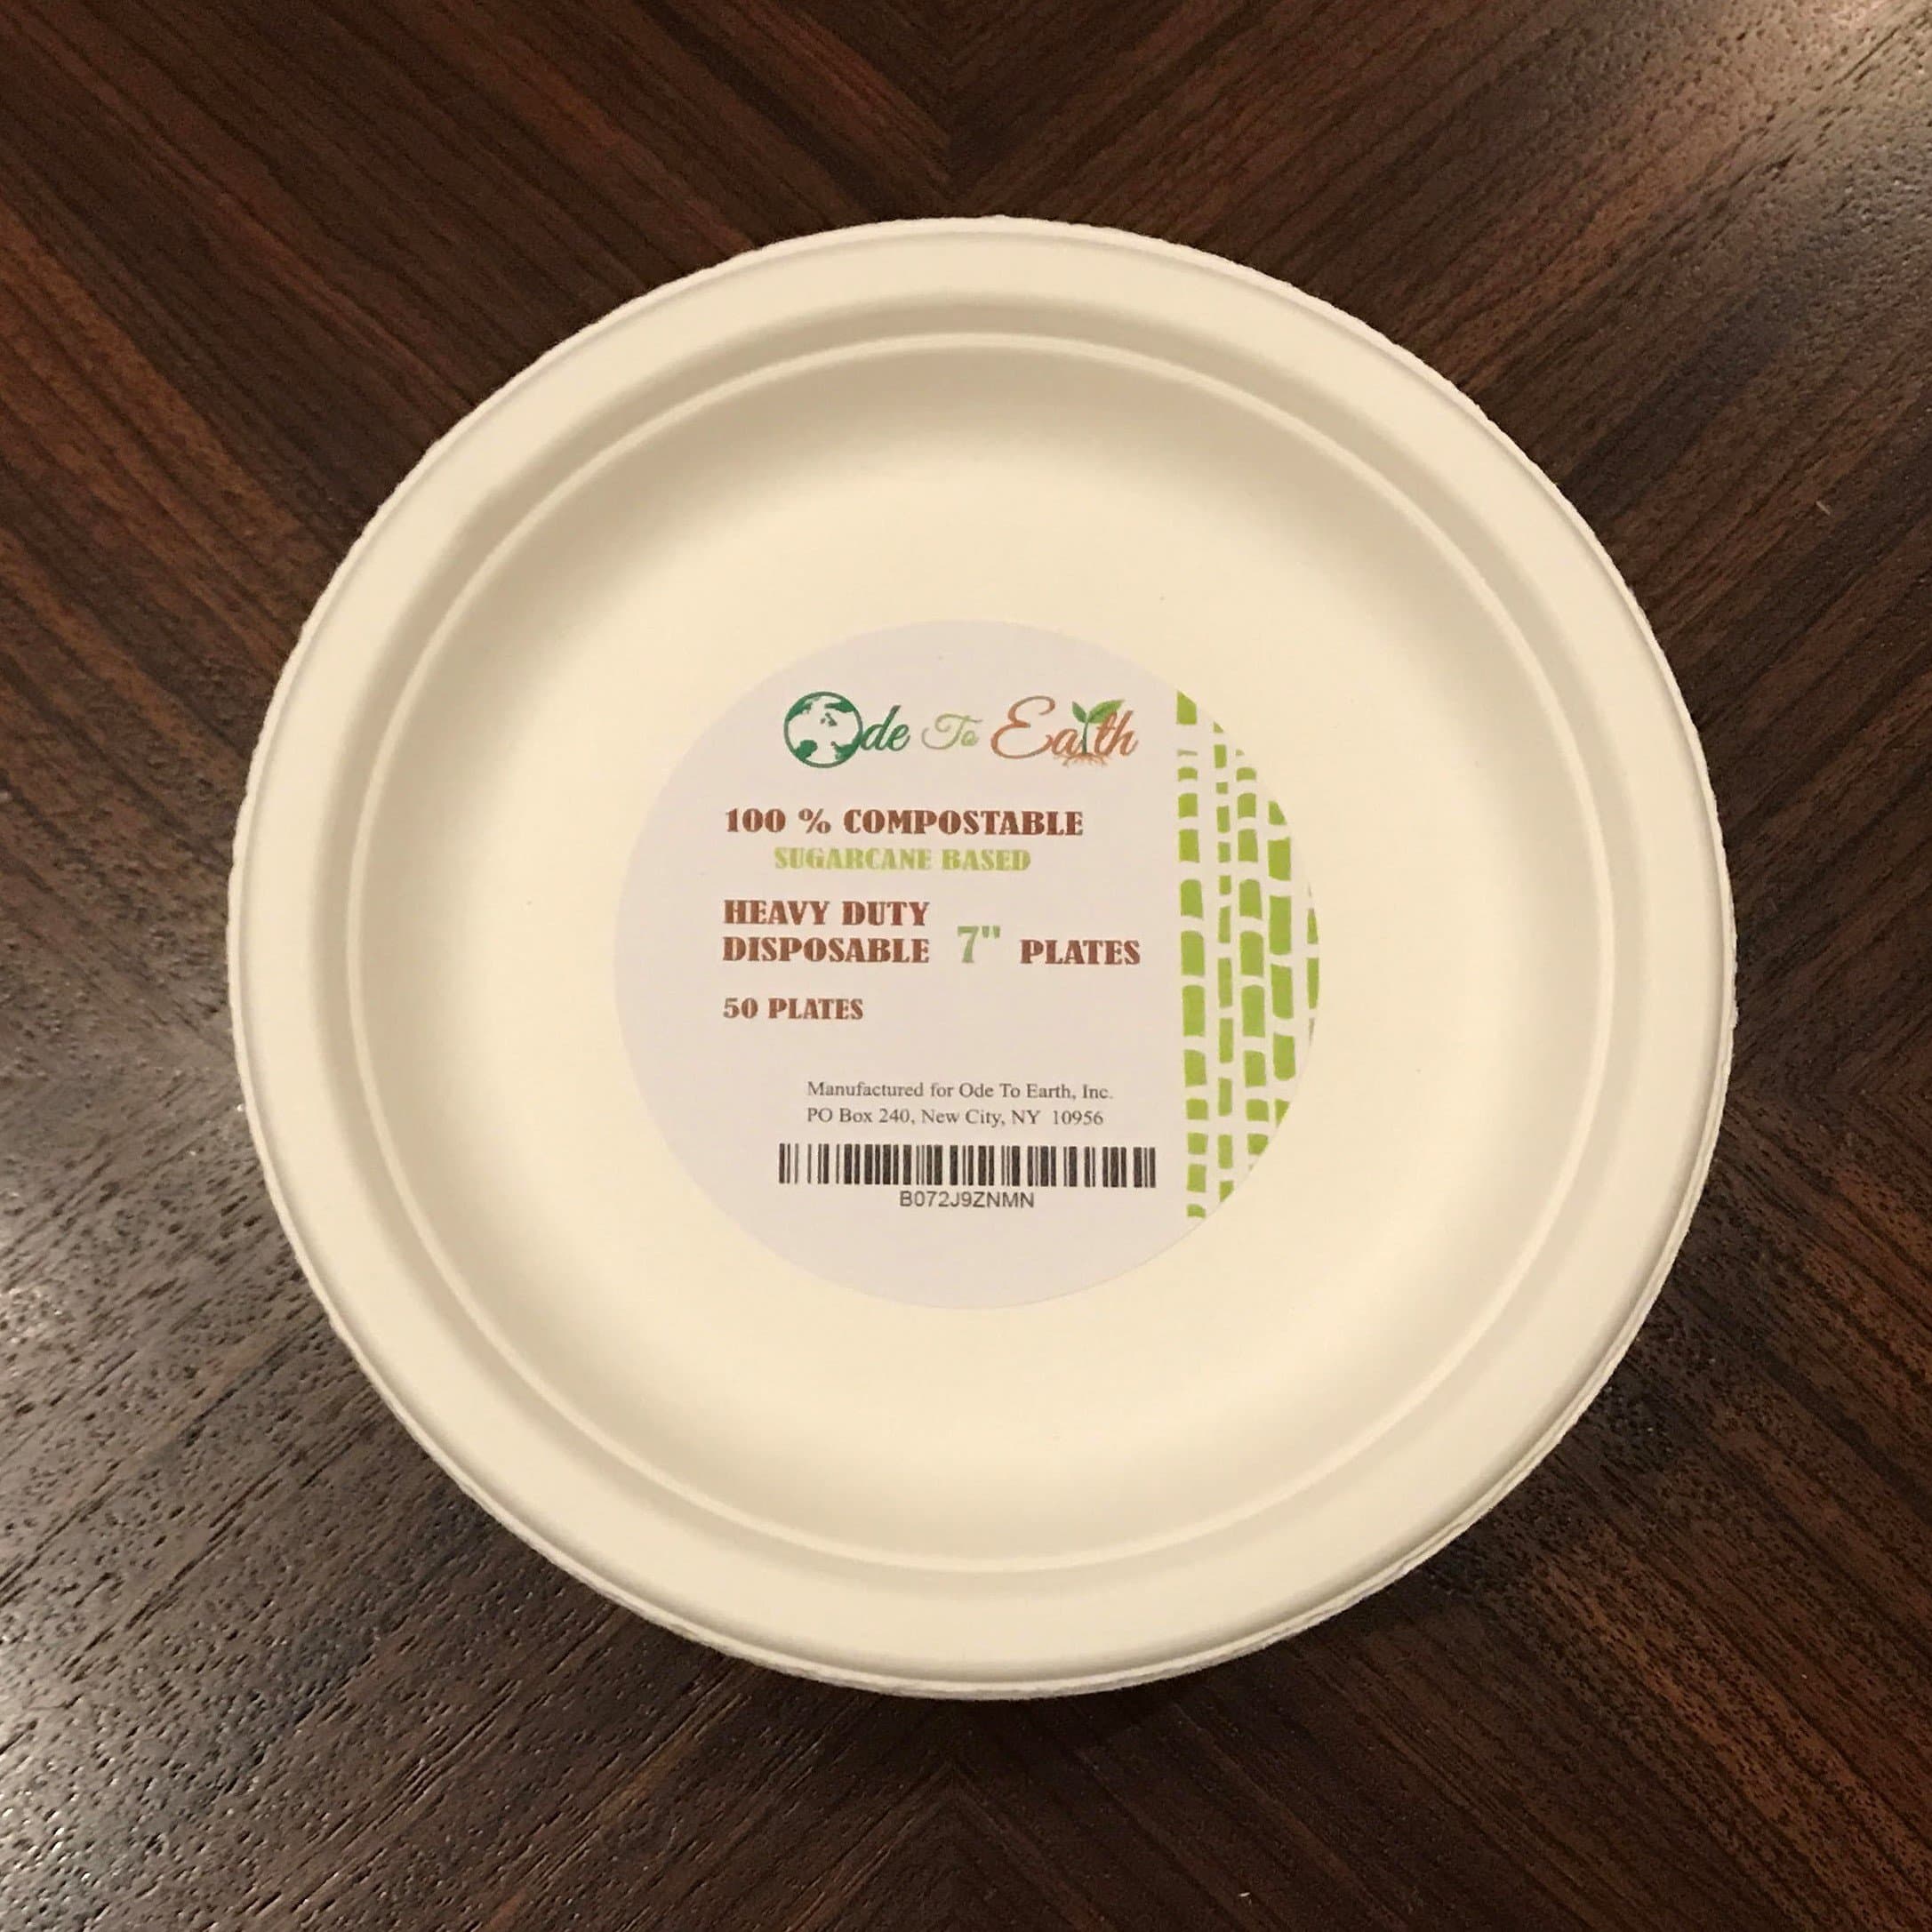 Ode To Earth
100 % COMPOSTABLE
SUGARCANE BASED
HEAVY DUTY
DISPOSABLE 7" PLATES
50 PLATES
Manufactured for Ode To Earth, Inc.
PO Box 240, New City, NY 10956
B072J9ZNMN